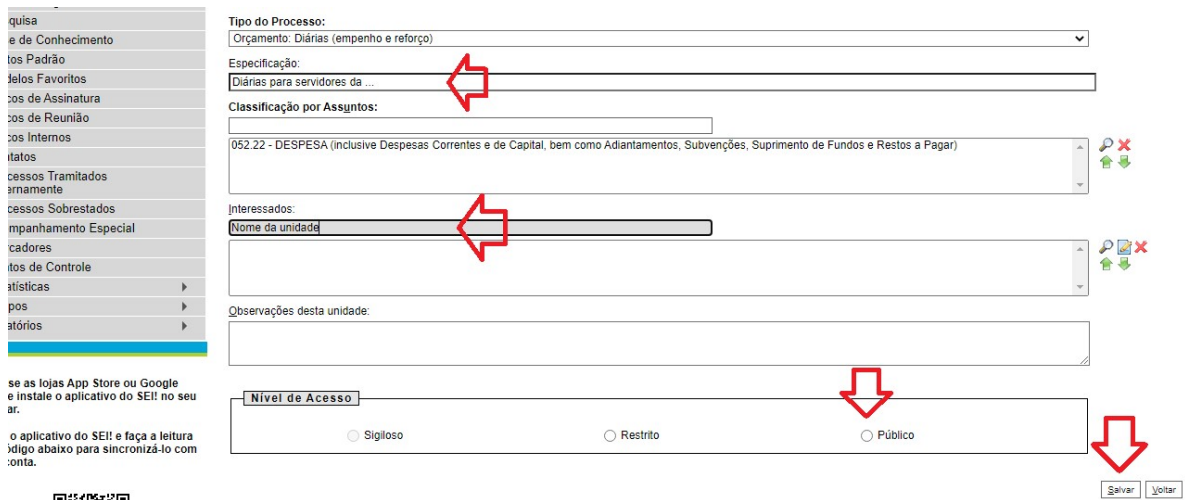 quisa
e de Conhecimento
tos Padrão
delos Favoritos
cos de Assinatura
cos de Reunião
cos Internos
ntatos
cessos Tramitados
ernamente
cessos Sobrestados
ompanhamento Especial
rcadores
ntos de Controle
atísticas
pos
atórios
se as lojas App Store ou Google
e instale o aplicativo do SEI! no seu
ar.
o aplicativo do SEI! e faça a leitura
ódigo abaixo para sincronizá-lo com
conta.
Tipo do Processo:
Orçamento: Diárias (empenho e reforço)
Especificação:
Diárias para servidores da ...
Classificação por Assuntos:
052.22 - DESPESA (inclusive Despesas Correntes e de Capital, bem como Adiantamentos, Subvenções, Suprimento de Fundos e Restos a Pagar)
Interessados:
Nome da unidade
Observações desta unidade:
Nível de Acesso
Sigiloso
Restrito
Público
Salvar
Voltar